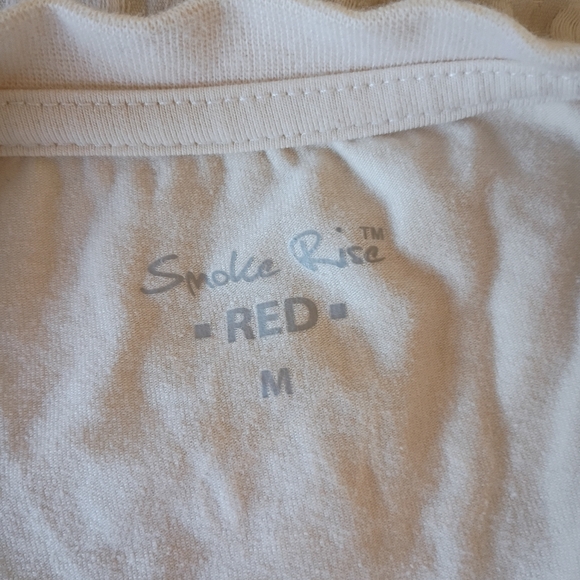 Smoke Rise™
▪ RED ▪
M